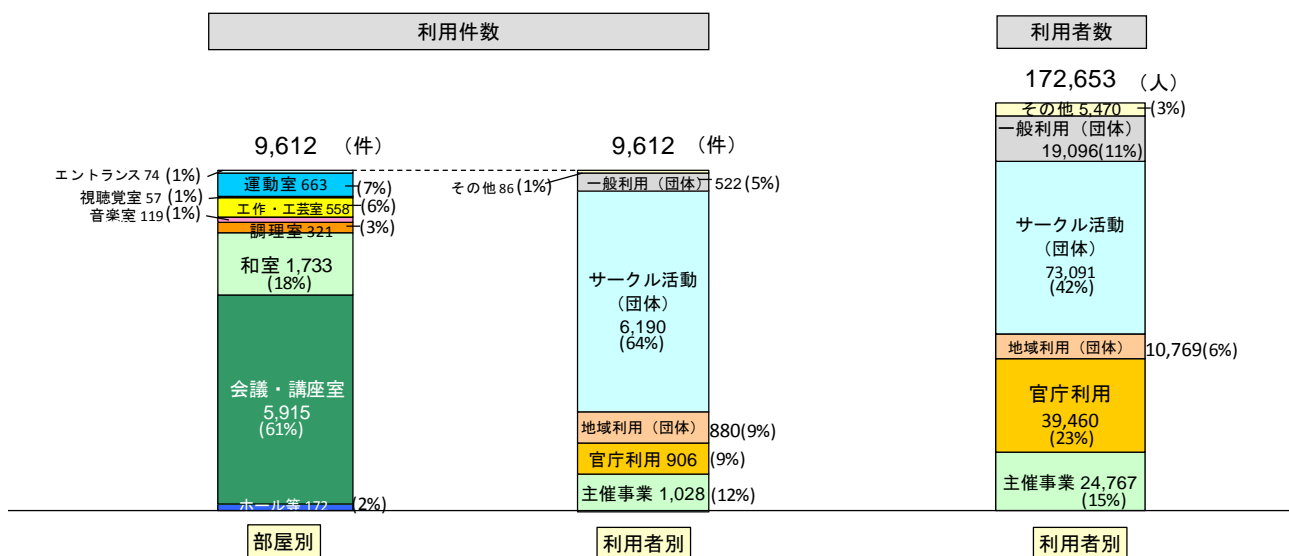 利用件数
利用者数
9,612 （件）
9,612 （件）
172,653 （人）
エントランス 74 (1%)
運動室 663 (7%)
視聴覚室 57 (1%)
工作・工芸室 558 (6%)
音楽室 119 (1%)
調理室 321 (3%)
和室 1,733
(18%)
会議・講座室
5,915
(61%)
ホール等 172 (2%)
部屋別
その他 86 (1%)
一般利用（団体） 522 (5%)
サークル活動
（団体）
6,190
(64%)
地域利用（団体） 880(9%)
官庁利用 906 (9%)
主催事業 1,028 (12%)
利用者別
その他 5,470 (3%)
一般利用（団体）
19,096(11%)
サークル活動
（団体）
73,091
(42%)
地域利用（団体） 10,769(6%)
官庁利用
39,460
(23%)
主催事業 24,767
(15%)
利用者別